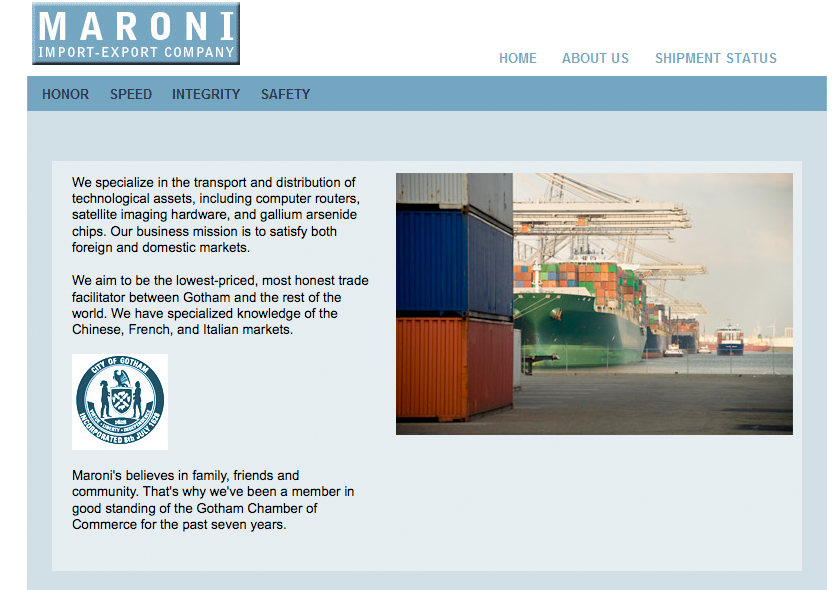 MARONI
IMPORT-EXPORT COMPANY
HOME ABOUT US SHIPMENT STATUS
HONOR SPEED INTEGRITY SAFETY
We specialize in the transport and distribution of
technological assets, including computer routers,
satellite imaging hardware, and gallium arsenide
chips. Our business mission is to satisfy both
foreign and domestic markets.
We aim to be the lowest-priced, most honest trade
facilitator between Gotham and the rest of the
world. We have specialized knowledge of the
Chinese, French, and Italian markets.
CITY OF GOTHAM
LIBERTY
INCORPORATED 8th JULY
Maroni's believes in family, friends and
community. That's why we've been a member in
good standing of the Gotham Chamber of
Commerce for the past seven years.